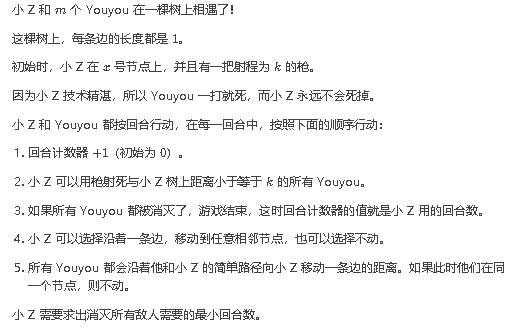 小 Z 和 m 个 Youyou 在一棵树上相遇了！
这棵树上，每条边的长度都是 1。
初始时，小 Z 在 x 号节点上，并且有一把射程为 k 的枪。
因为小 Z 技术精湛，所以 Youyou 一打就死，而小 Z 永远不会死掉。
小 Z 和 Youyou 都按回合行动，在每一回合中，按照下面的顺序行动：
1. 回合计数器 +1（初始为 0）。
2. 小 Z 可以用枪射死与小 Z 树上距离小于等于 k 的所有 Youyou。
3. 如果所有 Youyou 都被消灭了，游戏结束，这时回合计数器的值就是小 Z 用的回合数。
4. 小 Z 可以选择沿着一条边，移动到任意相邻节点，也可以选择不动。
5. 所有 Youyou 都会沿着他和小 Z 的简单路径向小 Z 移动一条边的距离。如果此时他们在同
一个节点，则不动。
小 Z 需要求出消灭所有敌人需要的最小回合数。